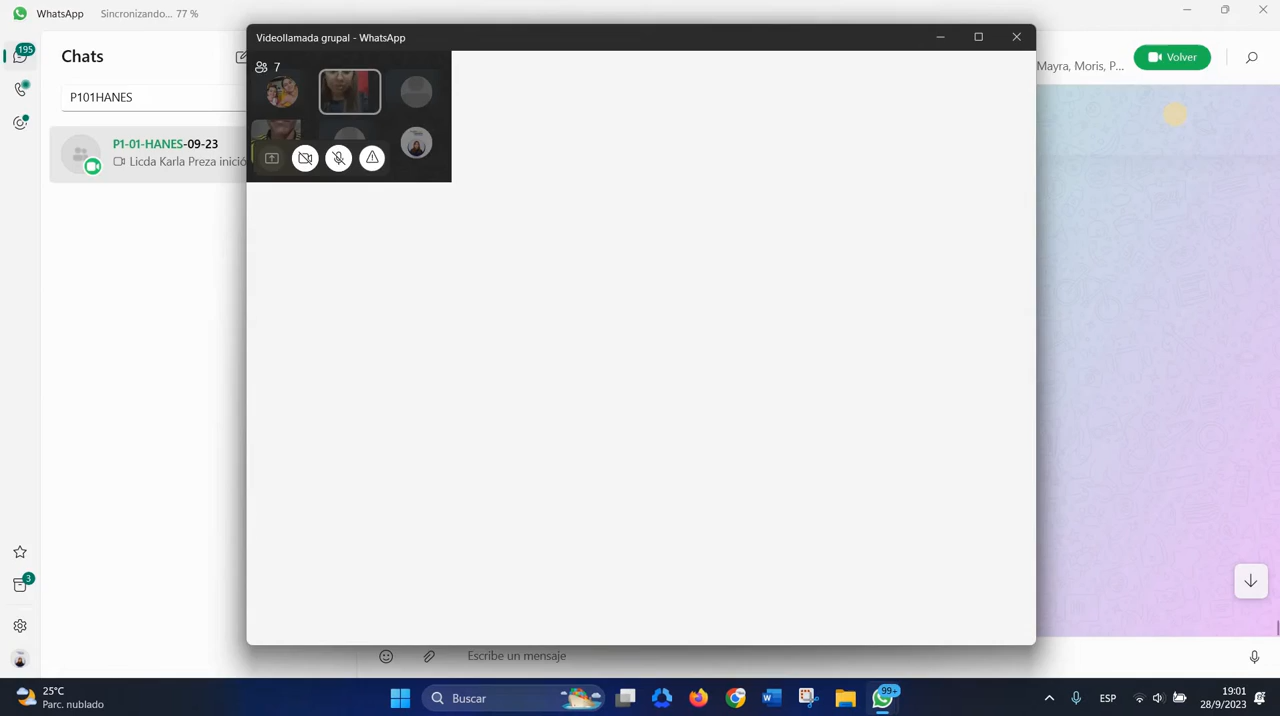 WhatsApp
Sincronizando... 77 %
195
Chats
P101HANES
P1-01-HANES-09-23
Licda Karla Preza inició
Videollamada grupal - WhatsApp
7
Mayra, Moris, P...
Volver
3
Escribe un mensaje
25°C
Parc. nublado
Buscar
99+
ESP
19:01
28/9/2023